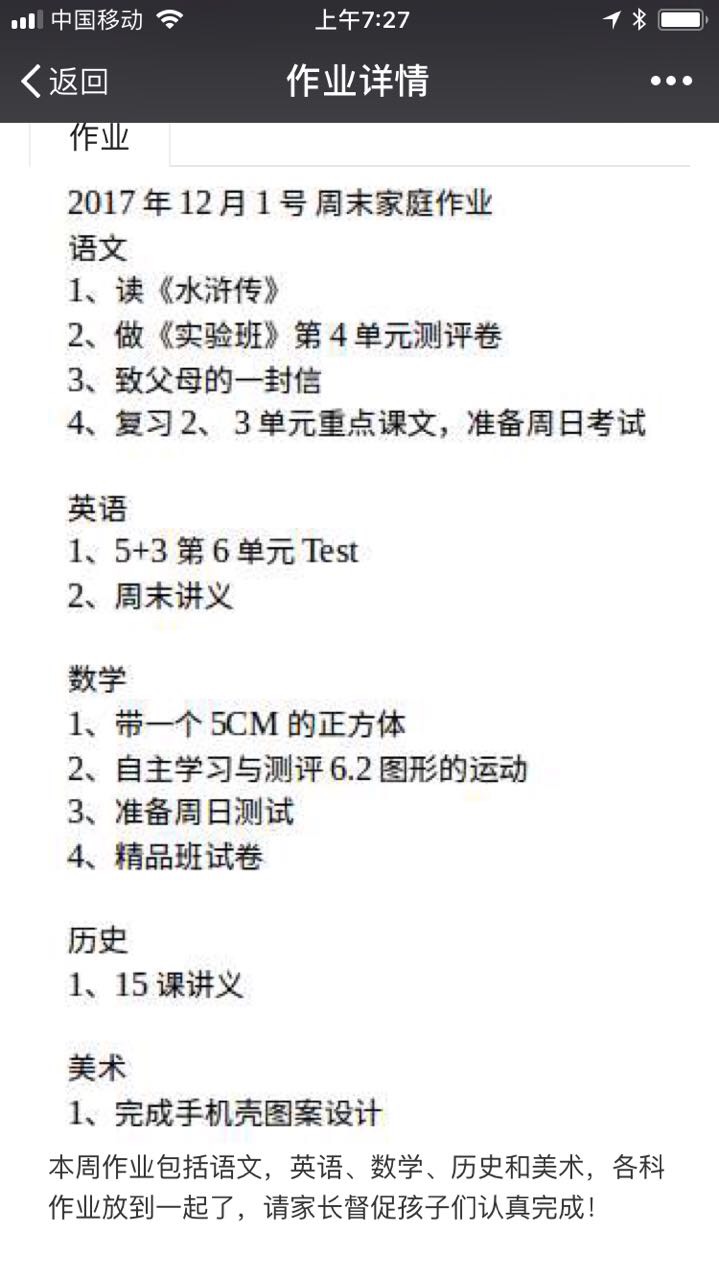 中国移动 上午7:27
返回 作业详情
作业
2017 年 12 月 1 号 周末家庭作业
语文
1、读《水浒传》
2、做《实验班》第 4 单元测评卷
3、致父母的一封信
4、复习 2、 3 单元重点课文，准备周日考试
英语
1、5+3 第 6 单元 Test
2、周末讲义
数学
1、带一个 5CM 的正方体
2、自主学习与测评 6.2 图形的运动
3、准备周日测试
4、精品班试卷
历史
1、15 课讲义
美术
1、完成手机壳图案设计
本周作业包括语文，英语、数学、历史和美术，各科
作业放到一起了，请家长督促孩子们认真完成！